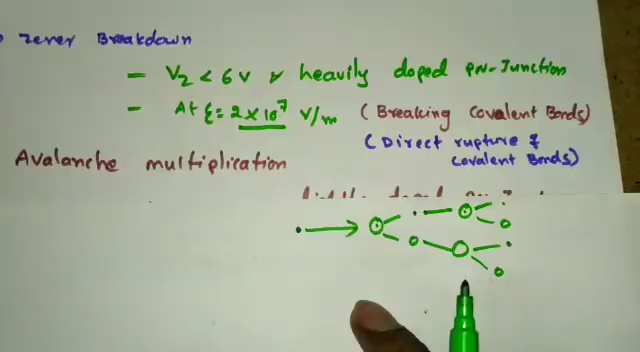 Zener Breakdown
- Vz < 6V & heavily doped PN-Junction
- At ξ = 2 × 10⁷ V/m (Breaking Covalent Bonds)
(Direct rupture of Covalent Bonds)
Avalanche multiplication